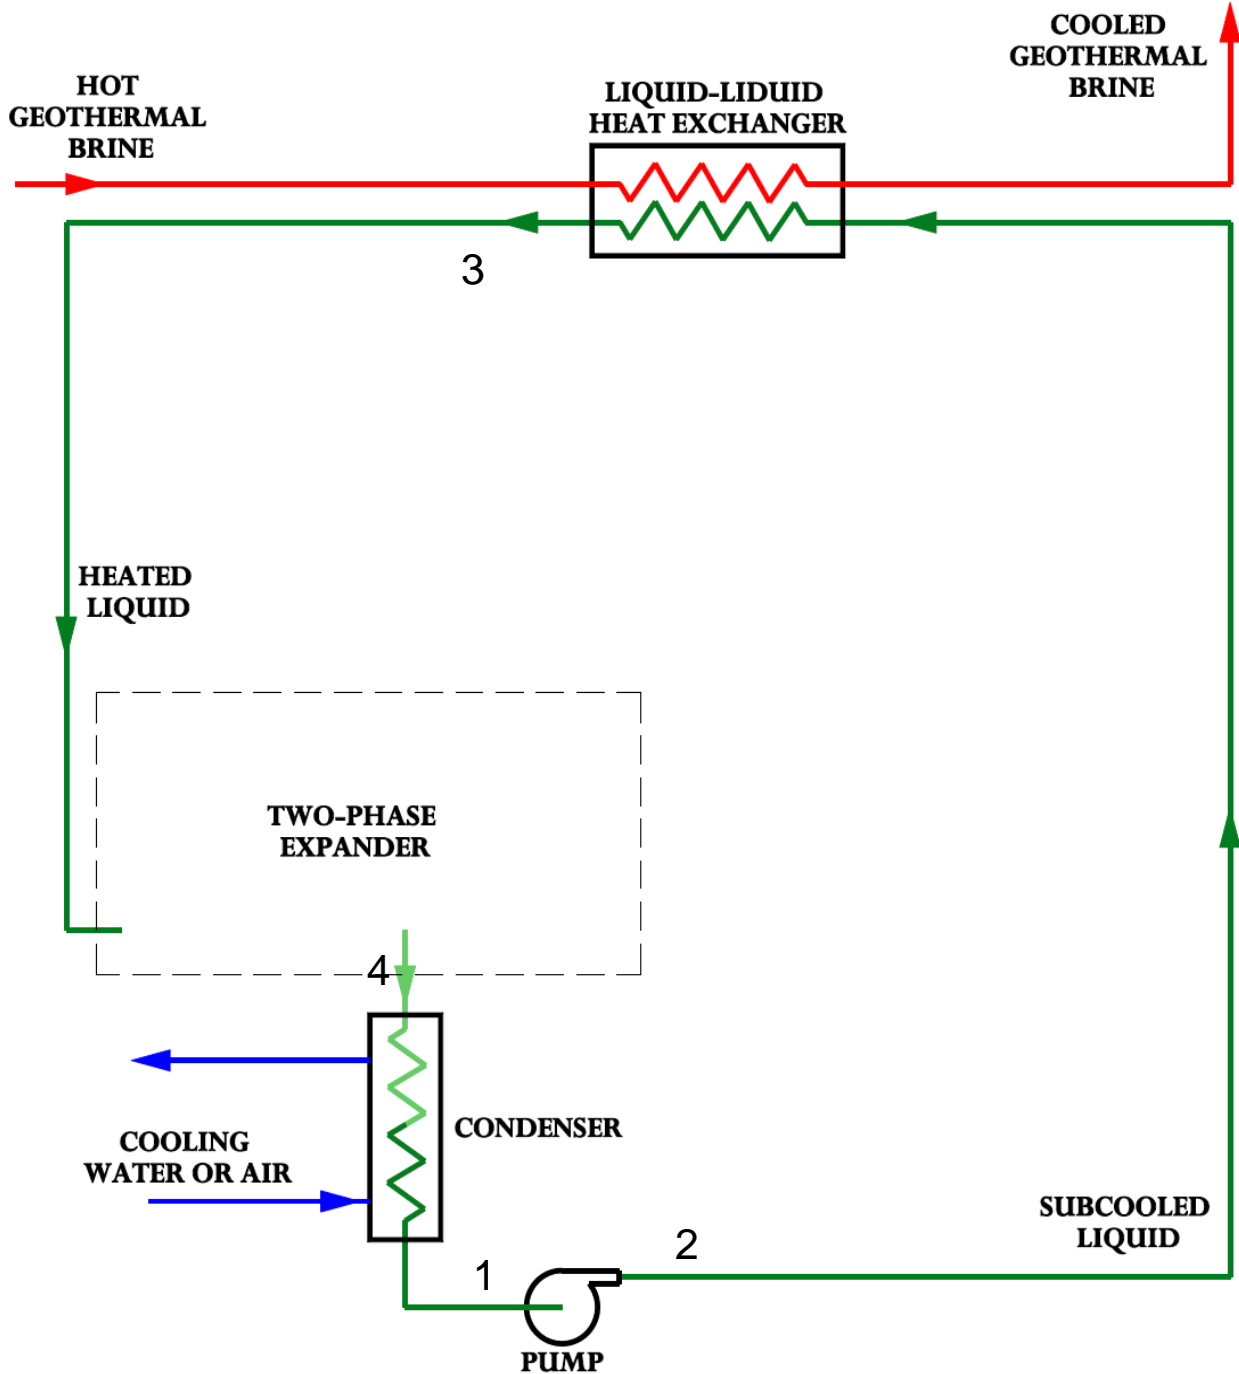 COOLED
GEOTHERMAL
BRINE
HOT
GEOTHERMAL
BRINE
LIQUID-LIDUID
HEAT EXCHANGER
3
HEATED
LIQUID
TWO-PHASE
EXPANDER
4
CONDENSER
COOLING
WATER OR AIR
SUBCOOLED
LIQUID
2
1
PUMP